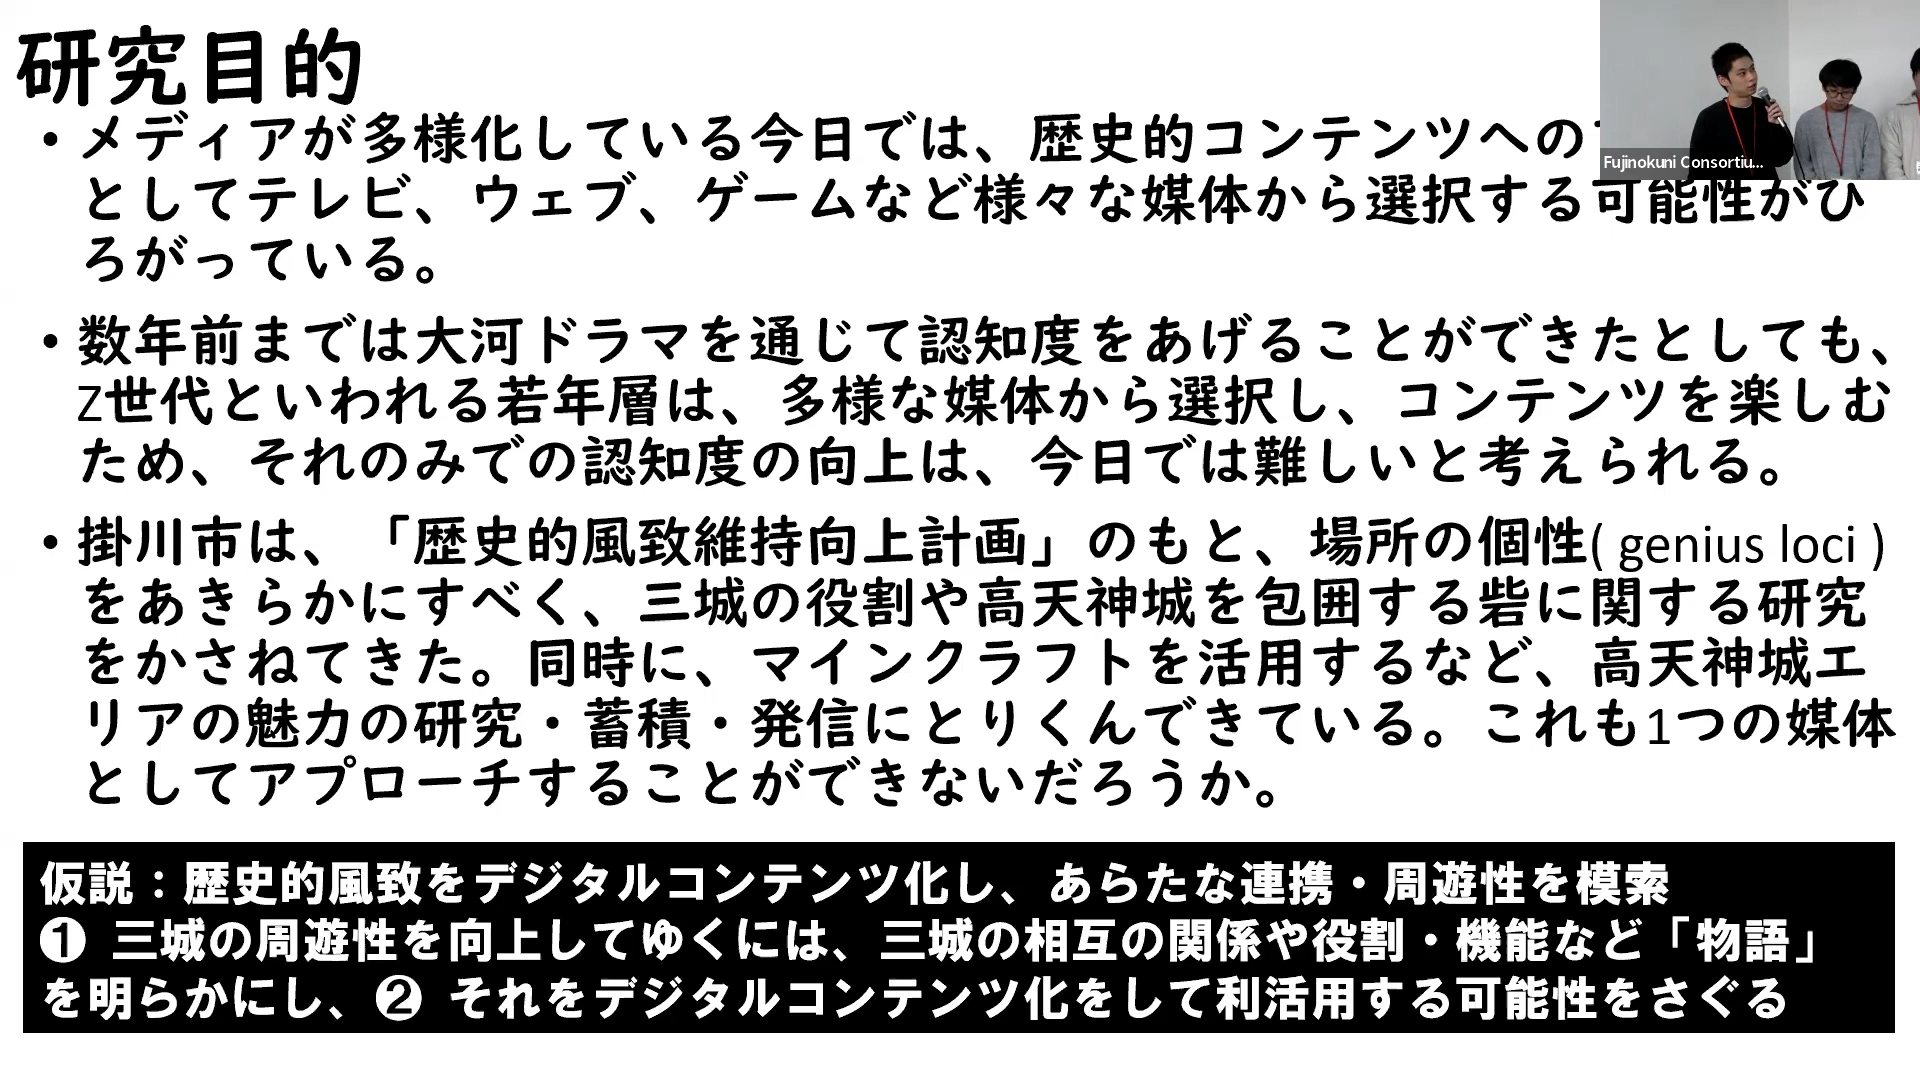 研究目的
・メディアが多様化している今日では、歴史的コンテンツへの
としてテレビ、ウェブ、ゲームなど様々な媒体から選択する可能性がひ
ろがっている。
・数年前までは大河ドラマを通じて認知度をあげることができたとしても、
Z世代といわれる若年層は、多様な媒体から選択し、コンテンツを楽しむ
ため、それのみでの認知度の向上は、今日では難しいと考えられる。
・掛川市は、「歴史的風致維持向上計画」のもと、場所の個性( genius loci )
をあきらかにすべく、三城の役割や高天神城を包囲する砦に関する研究
をかさねてきた。同時に、マインクラフトを活用するなど、高天神城エ
リアの魅力の研究・蓄積・発信にとりくんできている。これも1つの媒体
としてアプローチすることができないだろうか。
仮説：歴史的風致をデジタルコンテンツ化し、あらたな連携・周遊性を模索
❶ 三城の周遊性を向上してゆくには、三城の相互の関係や役割・機能など「物語」
を明らかにし、❷ それをデジタルコンテンツ化をして利活用する可能性をさぐる
Fujinokuni Consortiu...